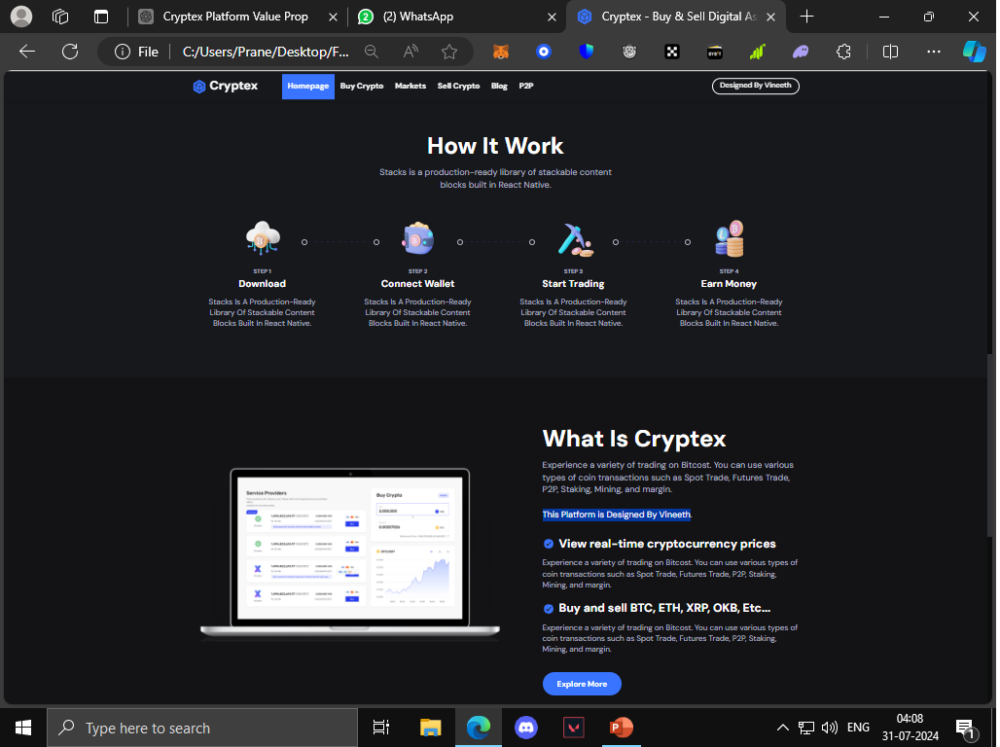 Cryptex Platform Value Prop
2
(2) WhatsApp
Cryptex - Buy & Sell Digital As
File
C:/Users/Prane/Desktop/F...
Cryptex
Homepage
Buy Crypto
Markets
Sell Crypto
Blog
P2P
Designed By Vineeth
How It Work
Stacks is a production-ready library of stackable content
blocks built in React Native.
STEP 1
STEP 2
STEP 3
STEP 4
Download
Connect Wallet
Start Trading
Earn Money
Stacks Is A Production-Ready
Library Of Stackable Content
Blocks Built In React Native.
Stacks Is A Production-Ready
Library Of Stackable Content
Blocks Built In React Native.
Stacks Is A Production-Ready
Library Of Stackable Content
Blocks Built In React Native.
Stacks Is A Production-Ready
Library Of Stackable Content
Blocks Built In React Native.
What Is Cryptex
Experience a variety of trading on Bitcost. You can use various
types of coin transactions such as Spot Trade, Futures Trade,
P2P, Staking, Mining, and margin.
This Platform is Designed By Vineeth.
View real-time cryptocurrency prices
Experience a variety of trading on Bitcost. You can use various types of
coin transactions such as Spot Trade, Futures Trade, P2P, Staking,
Mining, and margin.
Buy and sell BTC, ETH, XRP, OKB, Etc...
Experience a variety of trading on Bitcost. You can use various types of
coin transactions such as Spot Trade, Futures Trade, P2P, Staking,
Mining, and margin.
Explore More
Service Providers
Buy Crypto
Type here to search
ENG
04:08
31-07-2024
1